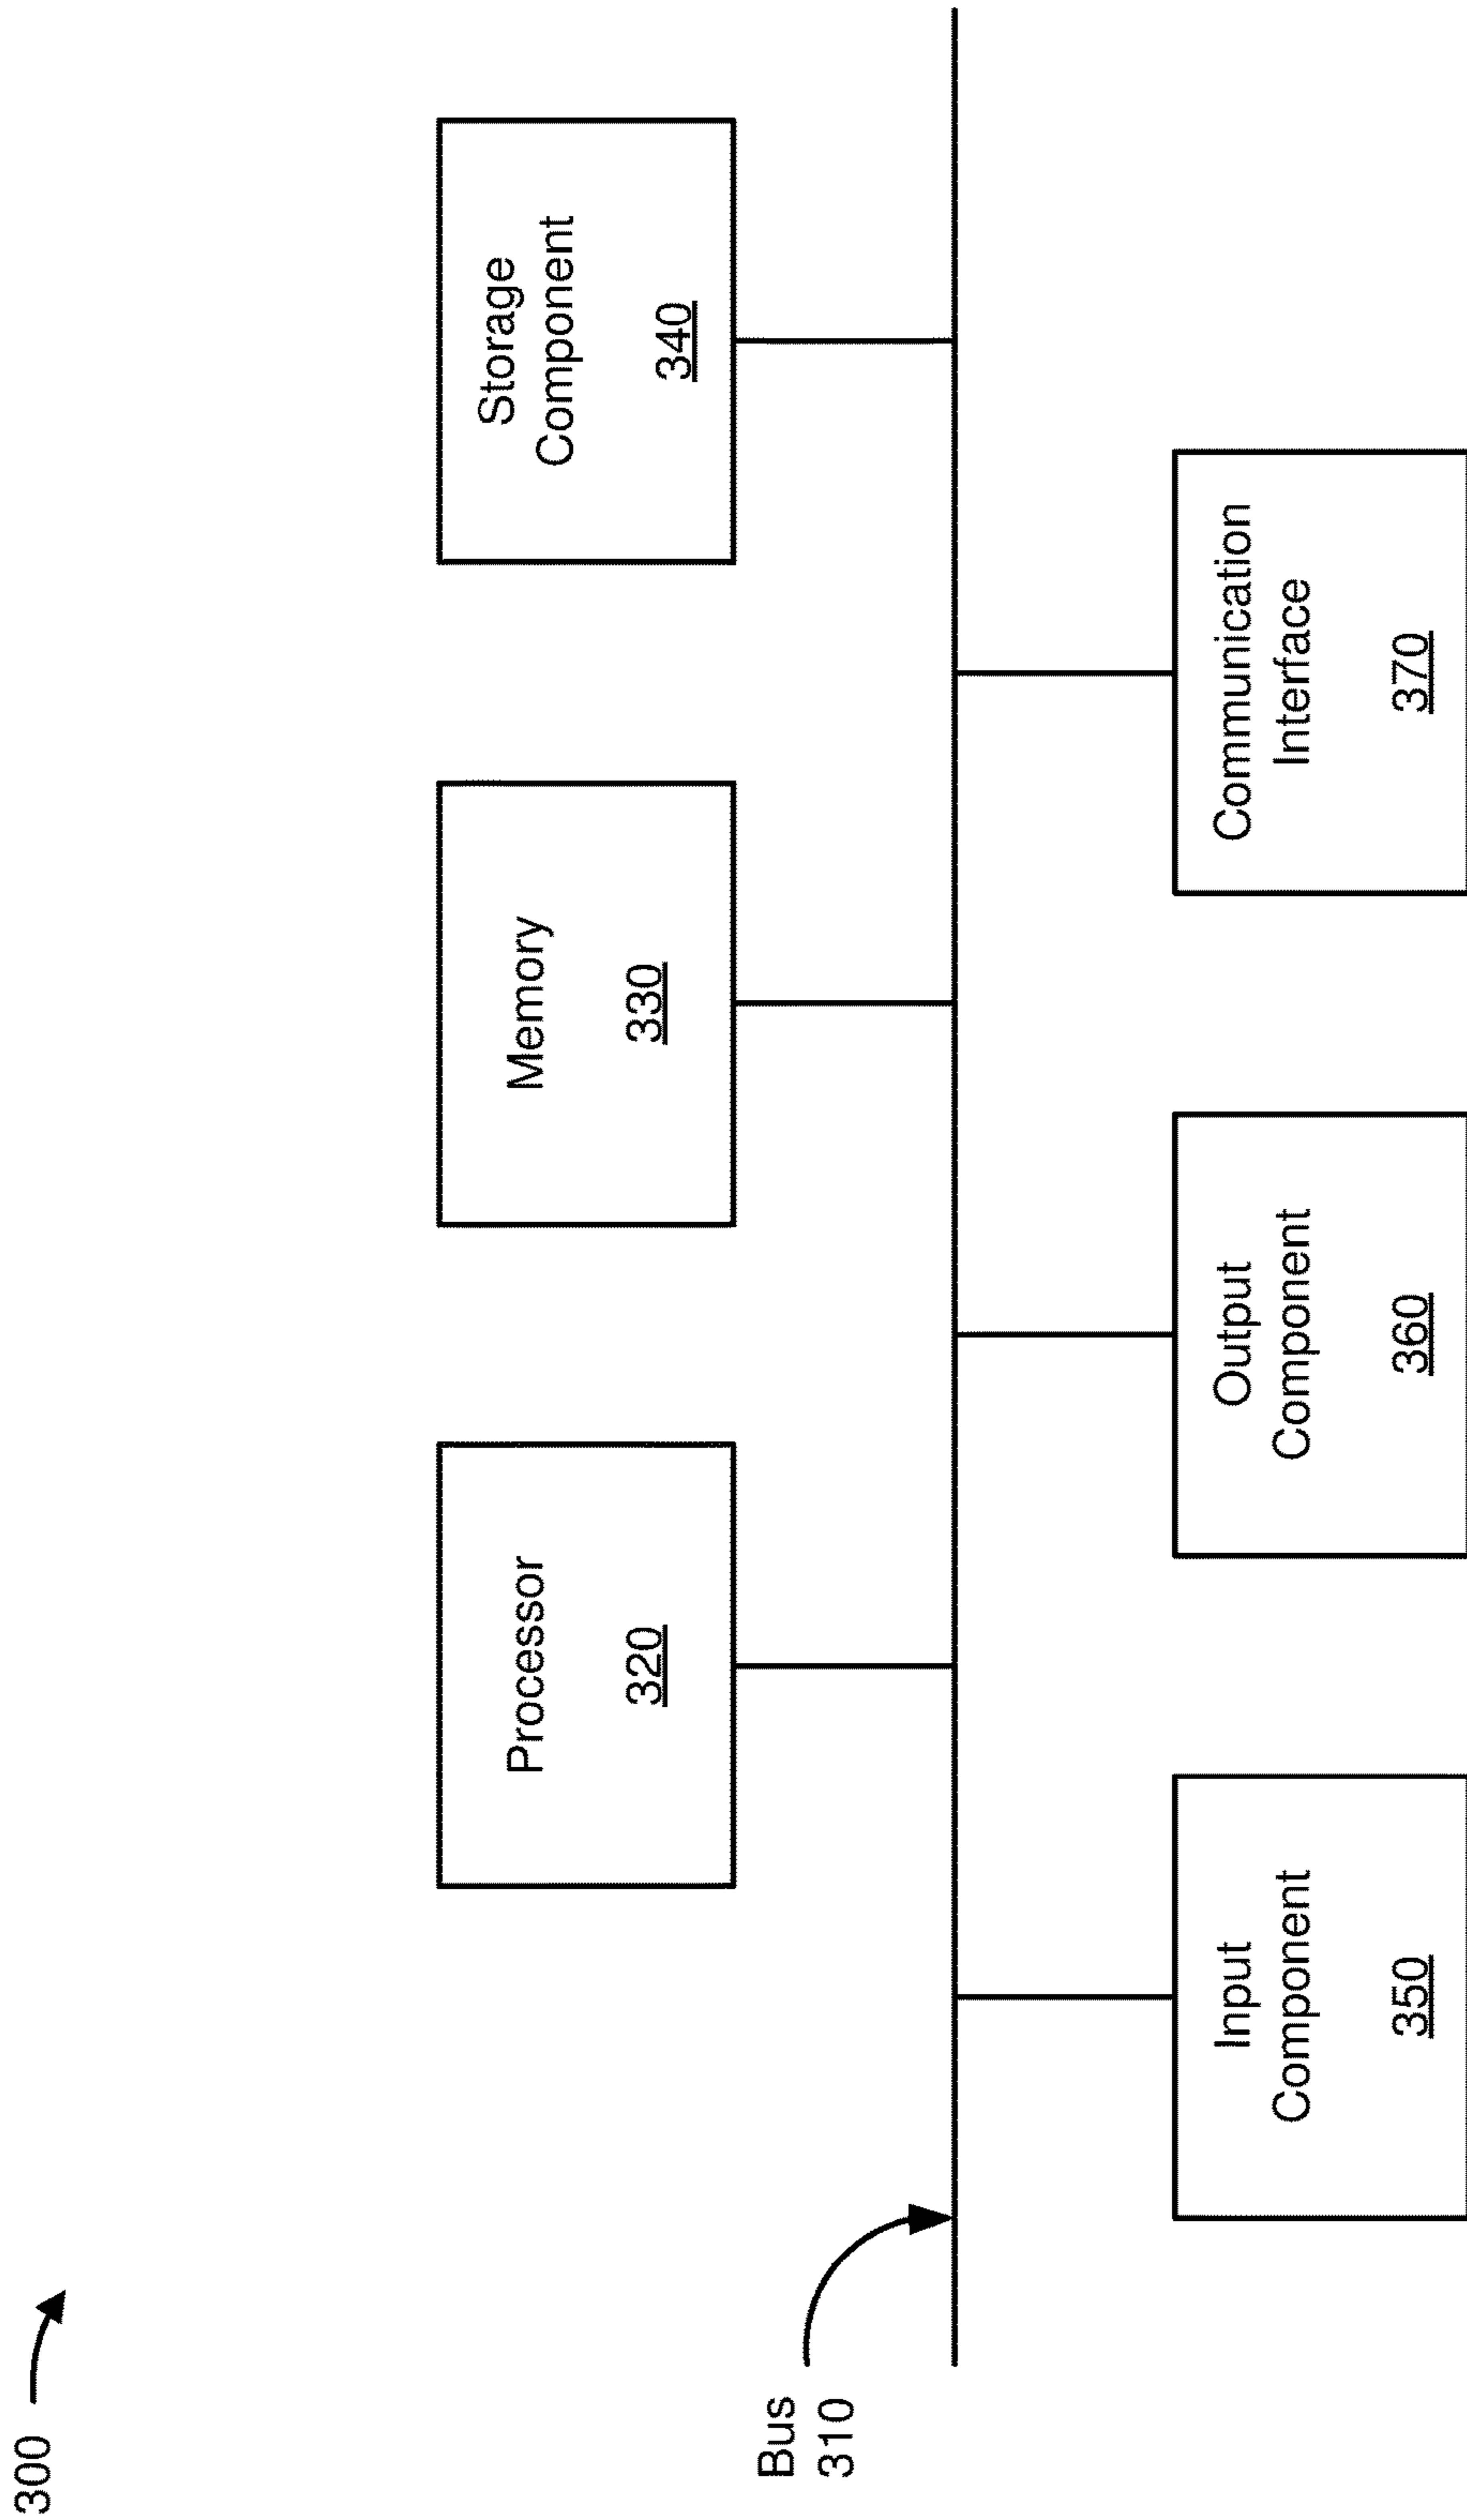 300
Processor
320
Memory
330
Storage
Component
340
Bus
310
Input
Component
350
Output
Component
360
Communication
Interface
370